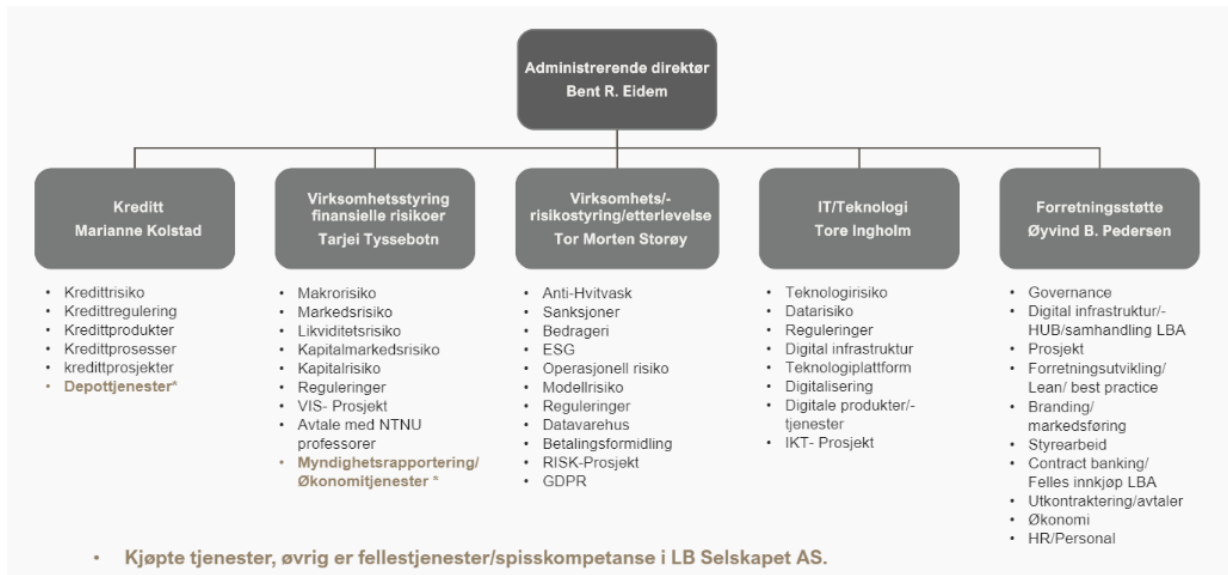 Administrerende direktør
Bent R. Eidem
Kreditt
Marianne Kolstad
• Kredittrisiko
• Kredittregulering
• Kredittprodukter
• Kredittprosesser
• kredittprosjekter
• Depottjenester*
Virksomhetsstyring
finansielle risikoer
Tarjei Tyssebotn
• Makrorisiko
• Markedsrisiko
• Likviditetsrisiko
• Kapitalmarkedsrisiko
• Kapitalrisiko
• Reguleringer
• VIS- Prosjekt
• Avtale med NTNU
professorer
• Myndighetsrapportering/
Økonomitjenester *
Virksomhets/-
risikostyring/etterlevelse
Tor Morten Storøy
• Anti-Hvitvask
• Sanksjoner
• Bedrageri
• ESG
• Operasjonell risiko
• Modellrisiko
• Reguleringer
• Datavarehus
• Betalingsformidling
• RISK-Prosjekt
• GDPR
IT/Teknologi
Tore Ingholm
• Teknologirisiko
• Datarisiko
• Reguleringer
• Digital infrastruktur
• Teknologiplattform
• Digitalisering
• Digitale produkter/-
tjenester
• IKT- Prosjekt
Forretningsstøtte
Øyvind B. Pedersen
• Governance
• Digital infrastruktur/-
HUB/samhandling LBA
• Prosjekt
• Forretningsutvikling/
Lean/ best practice
• Branding/
markedsføring
• Styrearbeid
• Contract banking/
Felles innkjøp LBA
• Utkontraktering/avtaler
• Økonomi
• HR/Personal
• Kjøpte tjenester, øvrig er fellestjenester/spisskompetanse i LB Selskapet AS.